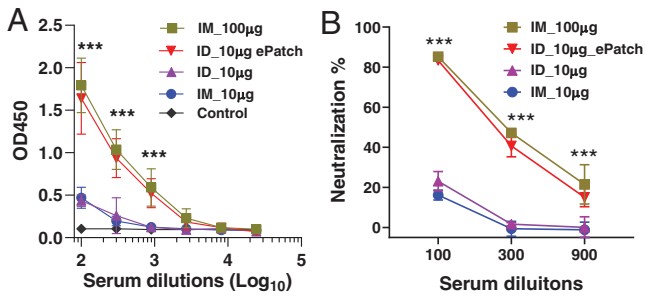 A
IM_100μg
ID_10μg ePatch
ID_10μg
IM_10μg
Control
***
***
***
OD450
2.5
2.0
1.5
1.0
0.5
0.0
1
2
3
4
5
Serum dilutions (Log10)
B
IM_100μg
ID_10μg_ePatch
ID_10μg
IM_10μg
***
***
***
Neutralization %
100
80
60
40
20
0
100
300
900
Serum diluitons